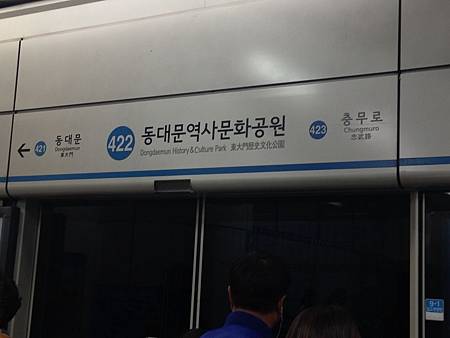 421
동대문
Dongdaemun
東大門
422
동대문역사문화공원
Dongdaemun History & Culture Park 東大門歷史文化公園
423
충무로
Chungmuro
忠武路
9-1